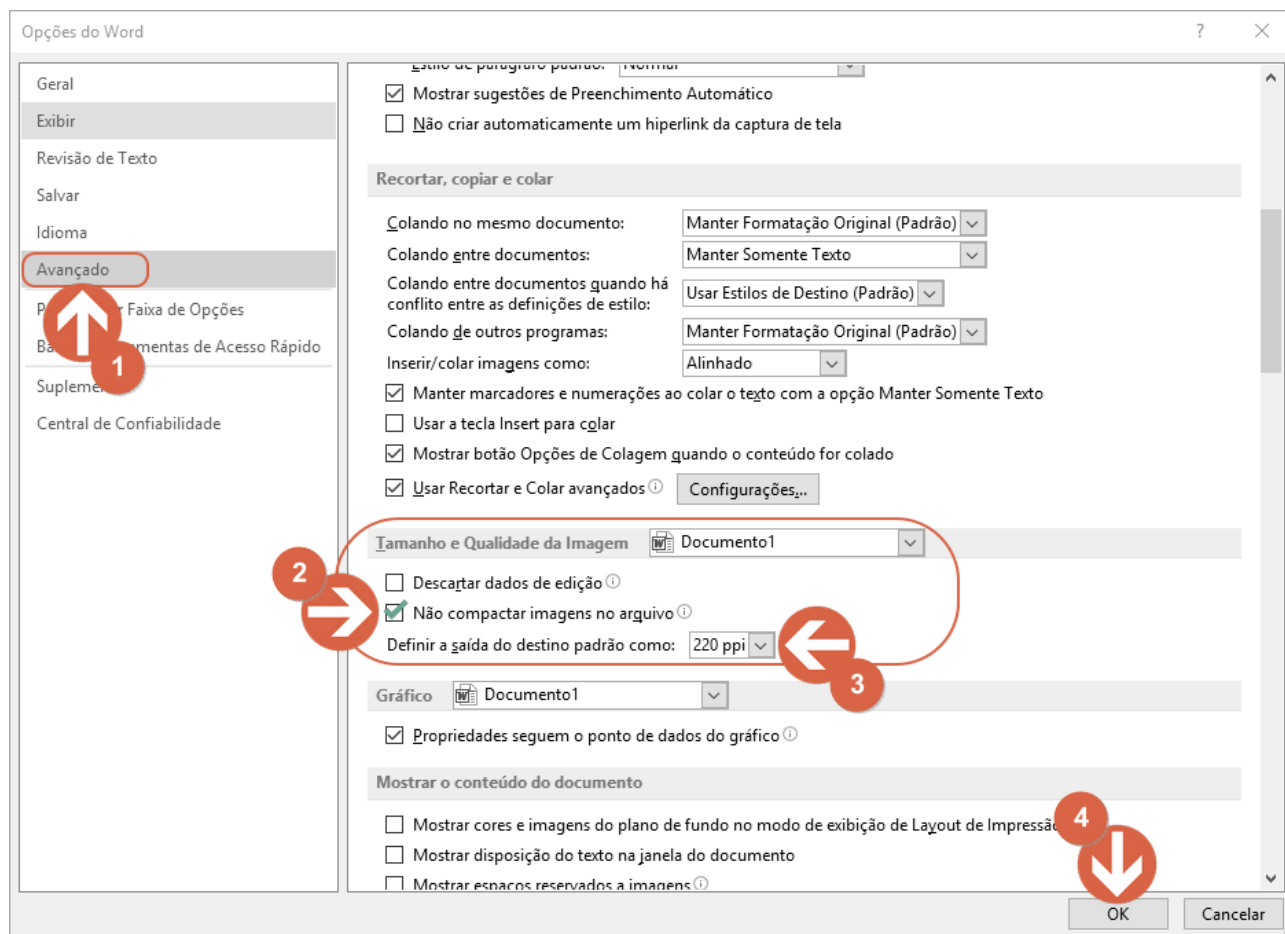 Opções do Word
Geral
Exibir
Revisão de Texto
Salvar
Idioma
Avançado
Faixa de Opções
de Acesso Rápido
Central de Confiabilidade
1
Estilo de parágrafo padrão: Normal
Mostrar sugestões de Preenchimento Automático
Não criar automaticamente um hiperlink da captura de tela
Recortar, copiar e colar
Colando no mesmo documento: Manter Formatação Original (Padrão)
Colando entre documentos: Manter Somente Texto
Colando entre documentos quando há
conflito entre as definições de estilo: Usar Estilos de Destino (Padrão)
Colando de outros programas: Manter Formatação Original (Padrão)
Inserir/colar imagens como: Alinhado
Manter marcadores e numerações ao colar o texto com a opção Manter Somente Texto
Usar a tecla Insert para colar
Mostrar botão Opções de Colagem quando o conteúdo for colado
Usar Recortar e Colar avançados Configurações...
Tamanho e Qualidade da Imagem Documento1
2
Descartar dados de edição
Não compactar imagens no arquivo
Definir a saída do destino padrão como: 220 ppi
3
Gráfico Documento1
Propriedades seguem o ponto de dados do gráfico
Mostrar o conteúdo do documento
Mostrar cores e imagens do plano de fundo no modo de exibição de Layout de Impressão
4
Mostrar disposição do texto na janela do documento
Mostrar espaços reservados a imagens
OK Cancelar